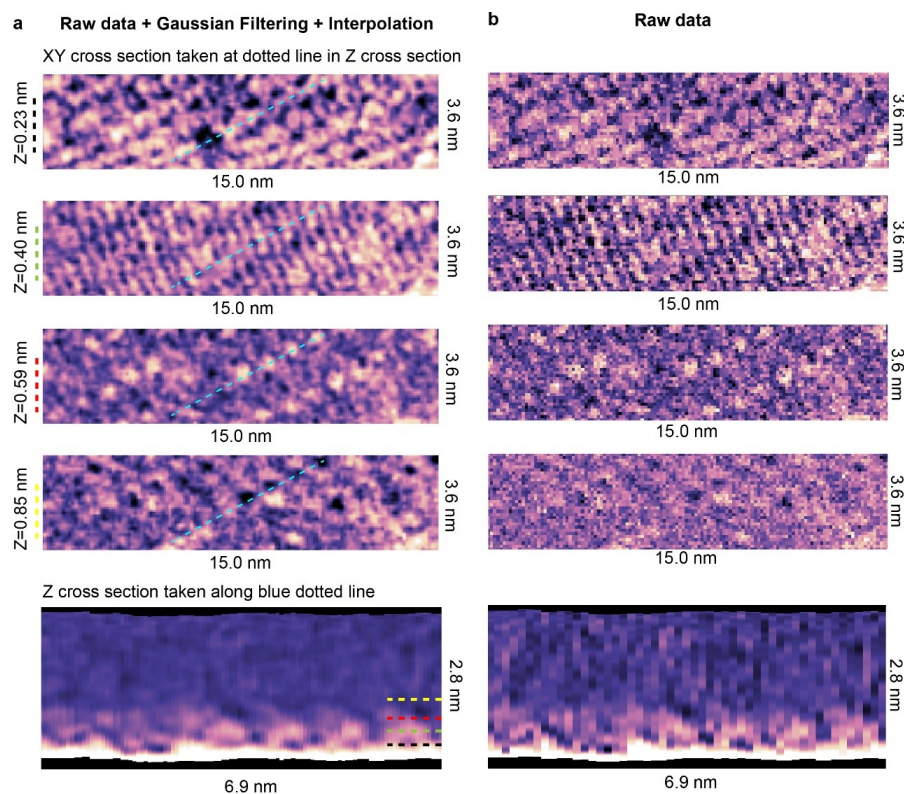 a Raw data + Gaussian Filtering + Interpolation
XY cross section taken at dotted line in Z cross section
Z=0.23 nm
3.6 nm
15.0 nm
Z=0.40 nm
3.6 nm
15.0 nm
Z=0.59 nm
3.6 nm
15.0 nm
Z=0.85 nm
3.6 nm
15.0 nm
Z cross section taken along blue dotted line
2.8 nm
6.9 nm
b Raw data
3.6 nm
15.0 nm
3.6 nm
15.0 nm
3.6 nm
15.0 nm
3.6 nm
15.0 nm
2.8 nm
6.9 nm